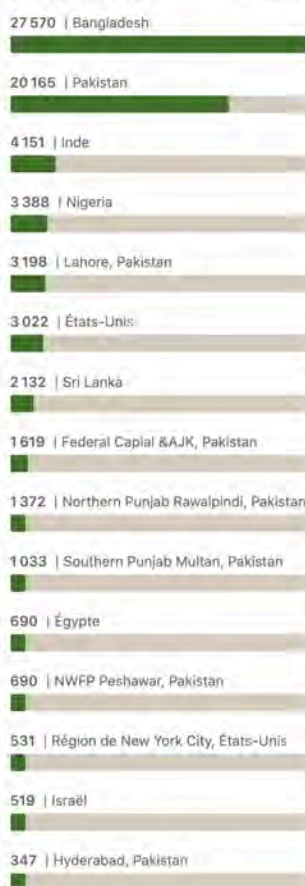 27 570 | Bangladesh
20 165 | Pakistan
4 151 | Inde
3 388 | Nigeria
3 198 | Lahore, Pakistan
3 022 | États-Unis
2 132 | Sri Lanka
1 619 | Federal Capial &AJK, Pakistan
1 372 | Northern Punjab Rawalpindi, Pakistan
1 033 | Southern Punjab Multan, Pakistan
690 | Égypte
690 | NWFP Peshawar, Pakistan
531 | Région de New York City, États-Unis
519 | Israël
347 | Hyderabad, Pakistan